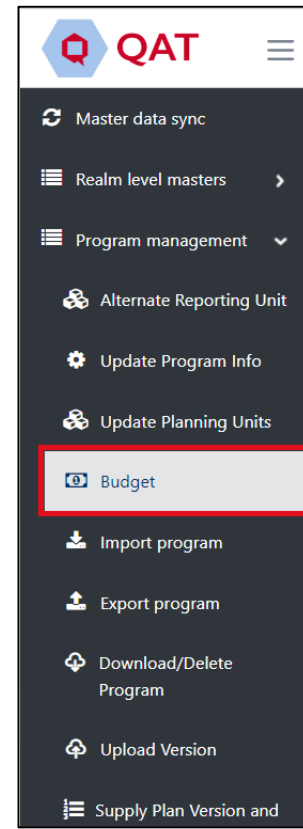 QAT
Master data sync
Realm level masters
Program management
Alternate Reporting Unit
Update Program Info
Update Planning Units
Budget
Import program
Export program
Download/Delete
Program
Upload Version
Supply Plan Version and